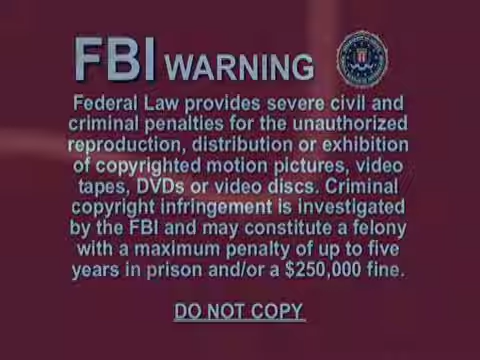 FBI WARNING
Federal Law provides severe civil and
criminal penalties for the unauthorized
reproduction, distribution or exhibition
of copyrighted motion pictures, video
tapes, DVDs or video discs. Criminal
copyright infringement is investigated
by the FBI and may constitute a felony
with a maximum penalty of up to five
years in prison and/or a $250,000 fine.
DO NOT COPY